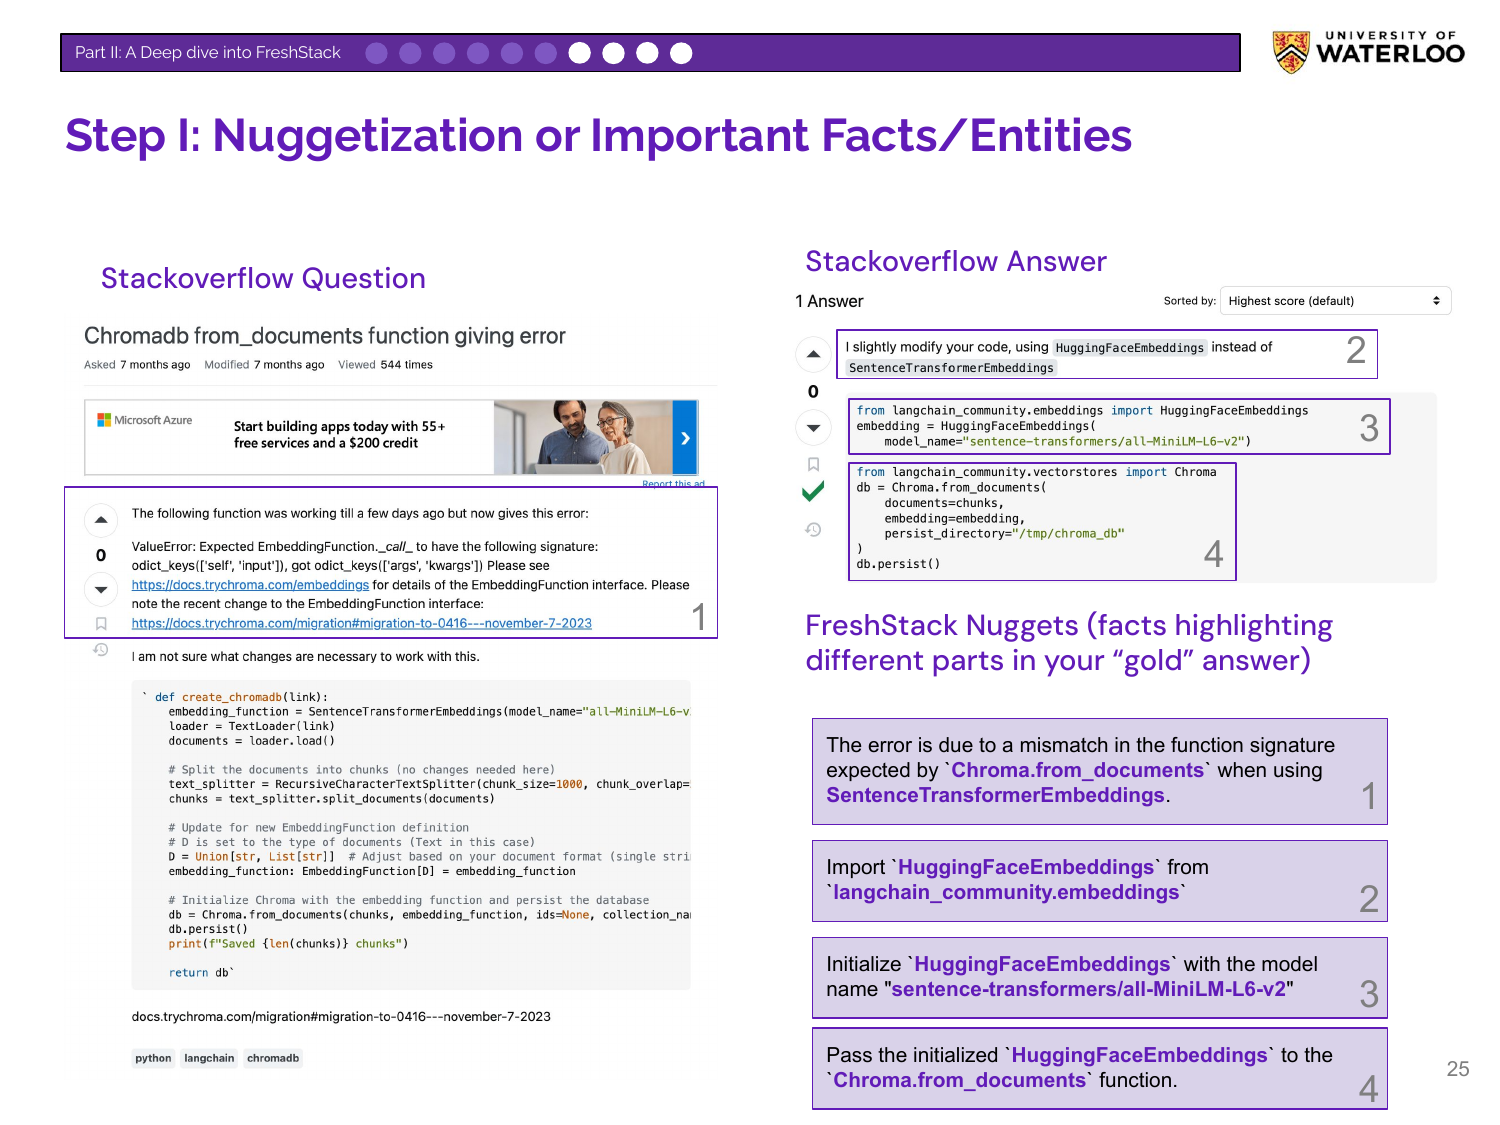 Part II: A Deep dive into FreshStack
UNIVERSITY OF
WATERLOO
Step I: Nuggetization or Important Facts/Entities
Stackoverflow Question
Chromadb from_documents function giving error
Asked 7 months ago Modified 7 months ago Viewed 544 times
Microsoft Azure
Start building apps today with 55+
free services and a $200 credit
Report this ad
The following function was working till a few days ago but now gives this error:
0
ValueError: Expected EmbeddingFunction._call_ to have the following signature:
odict_keys(['self', 'input']), got odict_keys(['args', 'kwargs']) Please see
https://docs.trychroma.com/embeddings for details of the EmbeddingFunction interface. Please
note the recent change to the EmbeddingFunction interface:
https://docs.trychroma.com/migration#migration-to-0416---november-7-2023
1
I am not sure what changes are necessary to work with this.
` def create_chromadb(link):
embedding_function = SentenceTransformerEmbeddings(model_name="all-MiniLM-L6-v
loader = TextLoader(link)
documents = loader.load()
# Split the documents into chunks (no changes needed here)
text_splitter = RecursiveCharacterTextSplitter(chunk_size=1000, chunk_overlap=
chunks = text_splitter.split_documents(documents)
# Update for new EmbeddingFunction definition
# D is set to the type of documents (Text in this case)
D = Union[str, List[str]] # Adjust based on your document format (single stri
embedding_function: EmbeddingFunction[D] = embedding_function
# Initialize Chroma with the embedding function and persist the database
db = Chroma.from_documents(chunks, embedding_function, ids=None, collection_na
db.persist()
print(f"Saved {len(chunks)} chunks")
return db`
docs.trychroma.com/migration#migration-to-0416---november-7-2023
python langchain chromadb
Stackoverflow Answer
1 Answer
Sorted by: Highest score (default)
I slightly modify your code, using HuggingFaceEmbeddings instead of
SentenceTransformerEmbeddings
2
0
from langchain_community.embeddings import HuggingFaceEmbeddings
embedding = HuggingFaceEmbeddings(
model_name="sentence-transformers/all-MiniLM-L6-v2")
3
from langchain_community.vectorstores import Chroma
db = Chroma.from_documents(
documents=chunks,
embedding=embedding,
persist_directory="/tmp/chroma_db"
)
db.persist()
4
FreshStack Nuggets (facts highlighting
different parts in your “gold” answer)
The error is due to a mismatch in the function signature
expected by `Chroma.from_documents` when using
SentenceTransformerEmbeddings.
1
Import `HuggingFaceEmbeddings` from
`langchain_community.embeddings`
2
Initialize `HuggingFaceEmbeddings` with the model
name "sentence-transformers/all-MiniLM-L6-v2"
3
Pass the initialized `HuggingFaceEmbeddings` to the
`Chroma.from_documents` function.
4
25